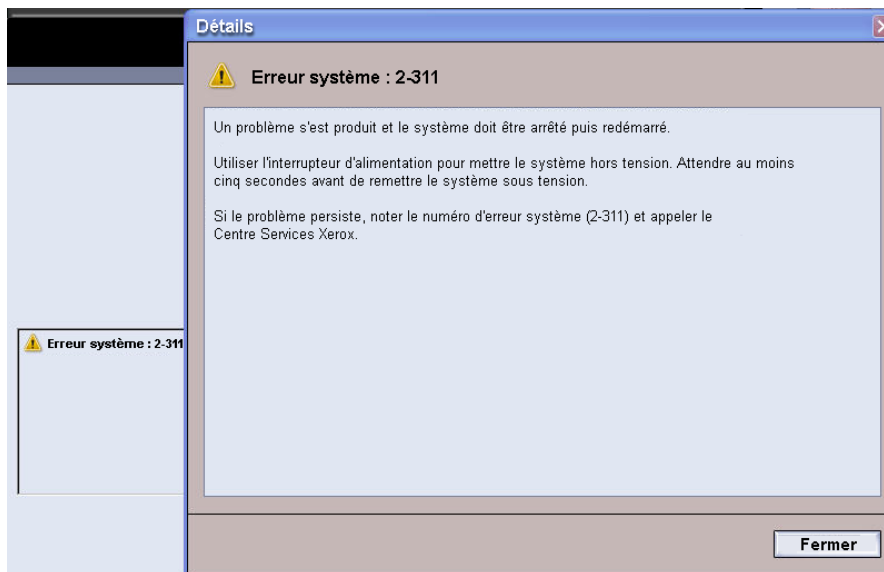 Détails
Erreur système : 2-311
Un problème s'est produit et le système doit être arrêté puis redémarré.
Utiliser l'interrupteur d'alimentation pour mettre le système hors tension. Attendre au moins
cinq secondes avant de remettre le système sous tension.
Si le problème persiste, noter le numéro d'erreur système (2-311) et appeler le
Centre Services Xerox.
Erreur système : 2-311
Fermer